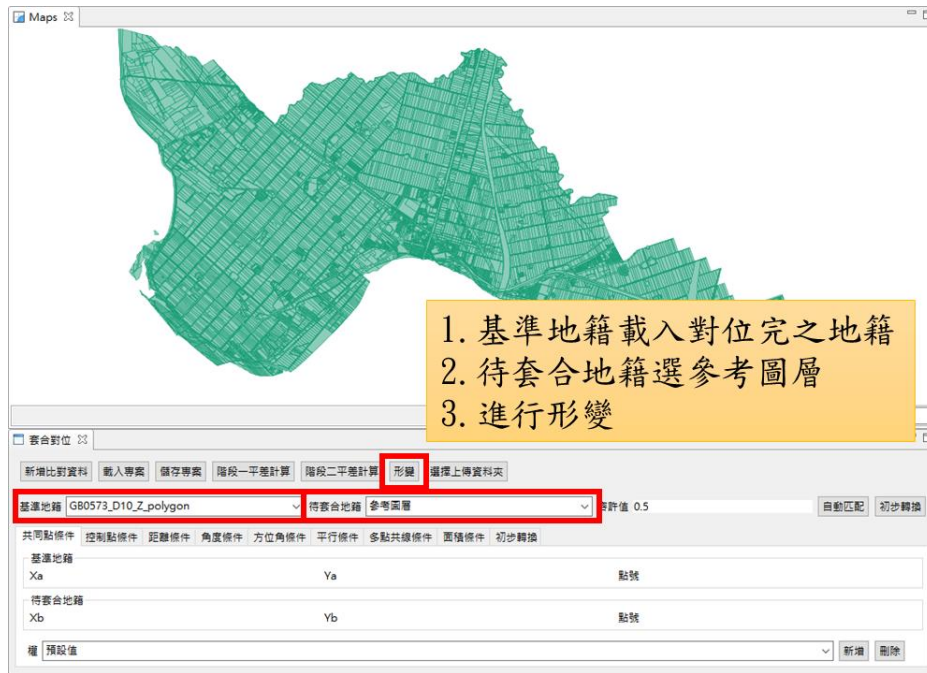 Maps
1. 基準地籍載入對位完之地籍
2. 待套合地籍選參考圖層
3. 進行形變
套合對位
新增比對資料 載入專案 儲存專案 階段一平差計算 階段二平差計算 形變 選擇上傳資料夾
基準地籍 GB0573_D10_Z_polygon 待套合地籍 參考圖層 容許值 0.5 自動匹配 初步轉換
共同點條件 控制點條件 距離條件 角度條件 方位角條件 平行條件 多點共線條件 面積條件 初步轉換
基準地籍
Xa Ya 點號
待套合地籍
Xb Yb 點號
權 預設值 新增 刪除